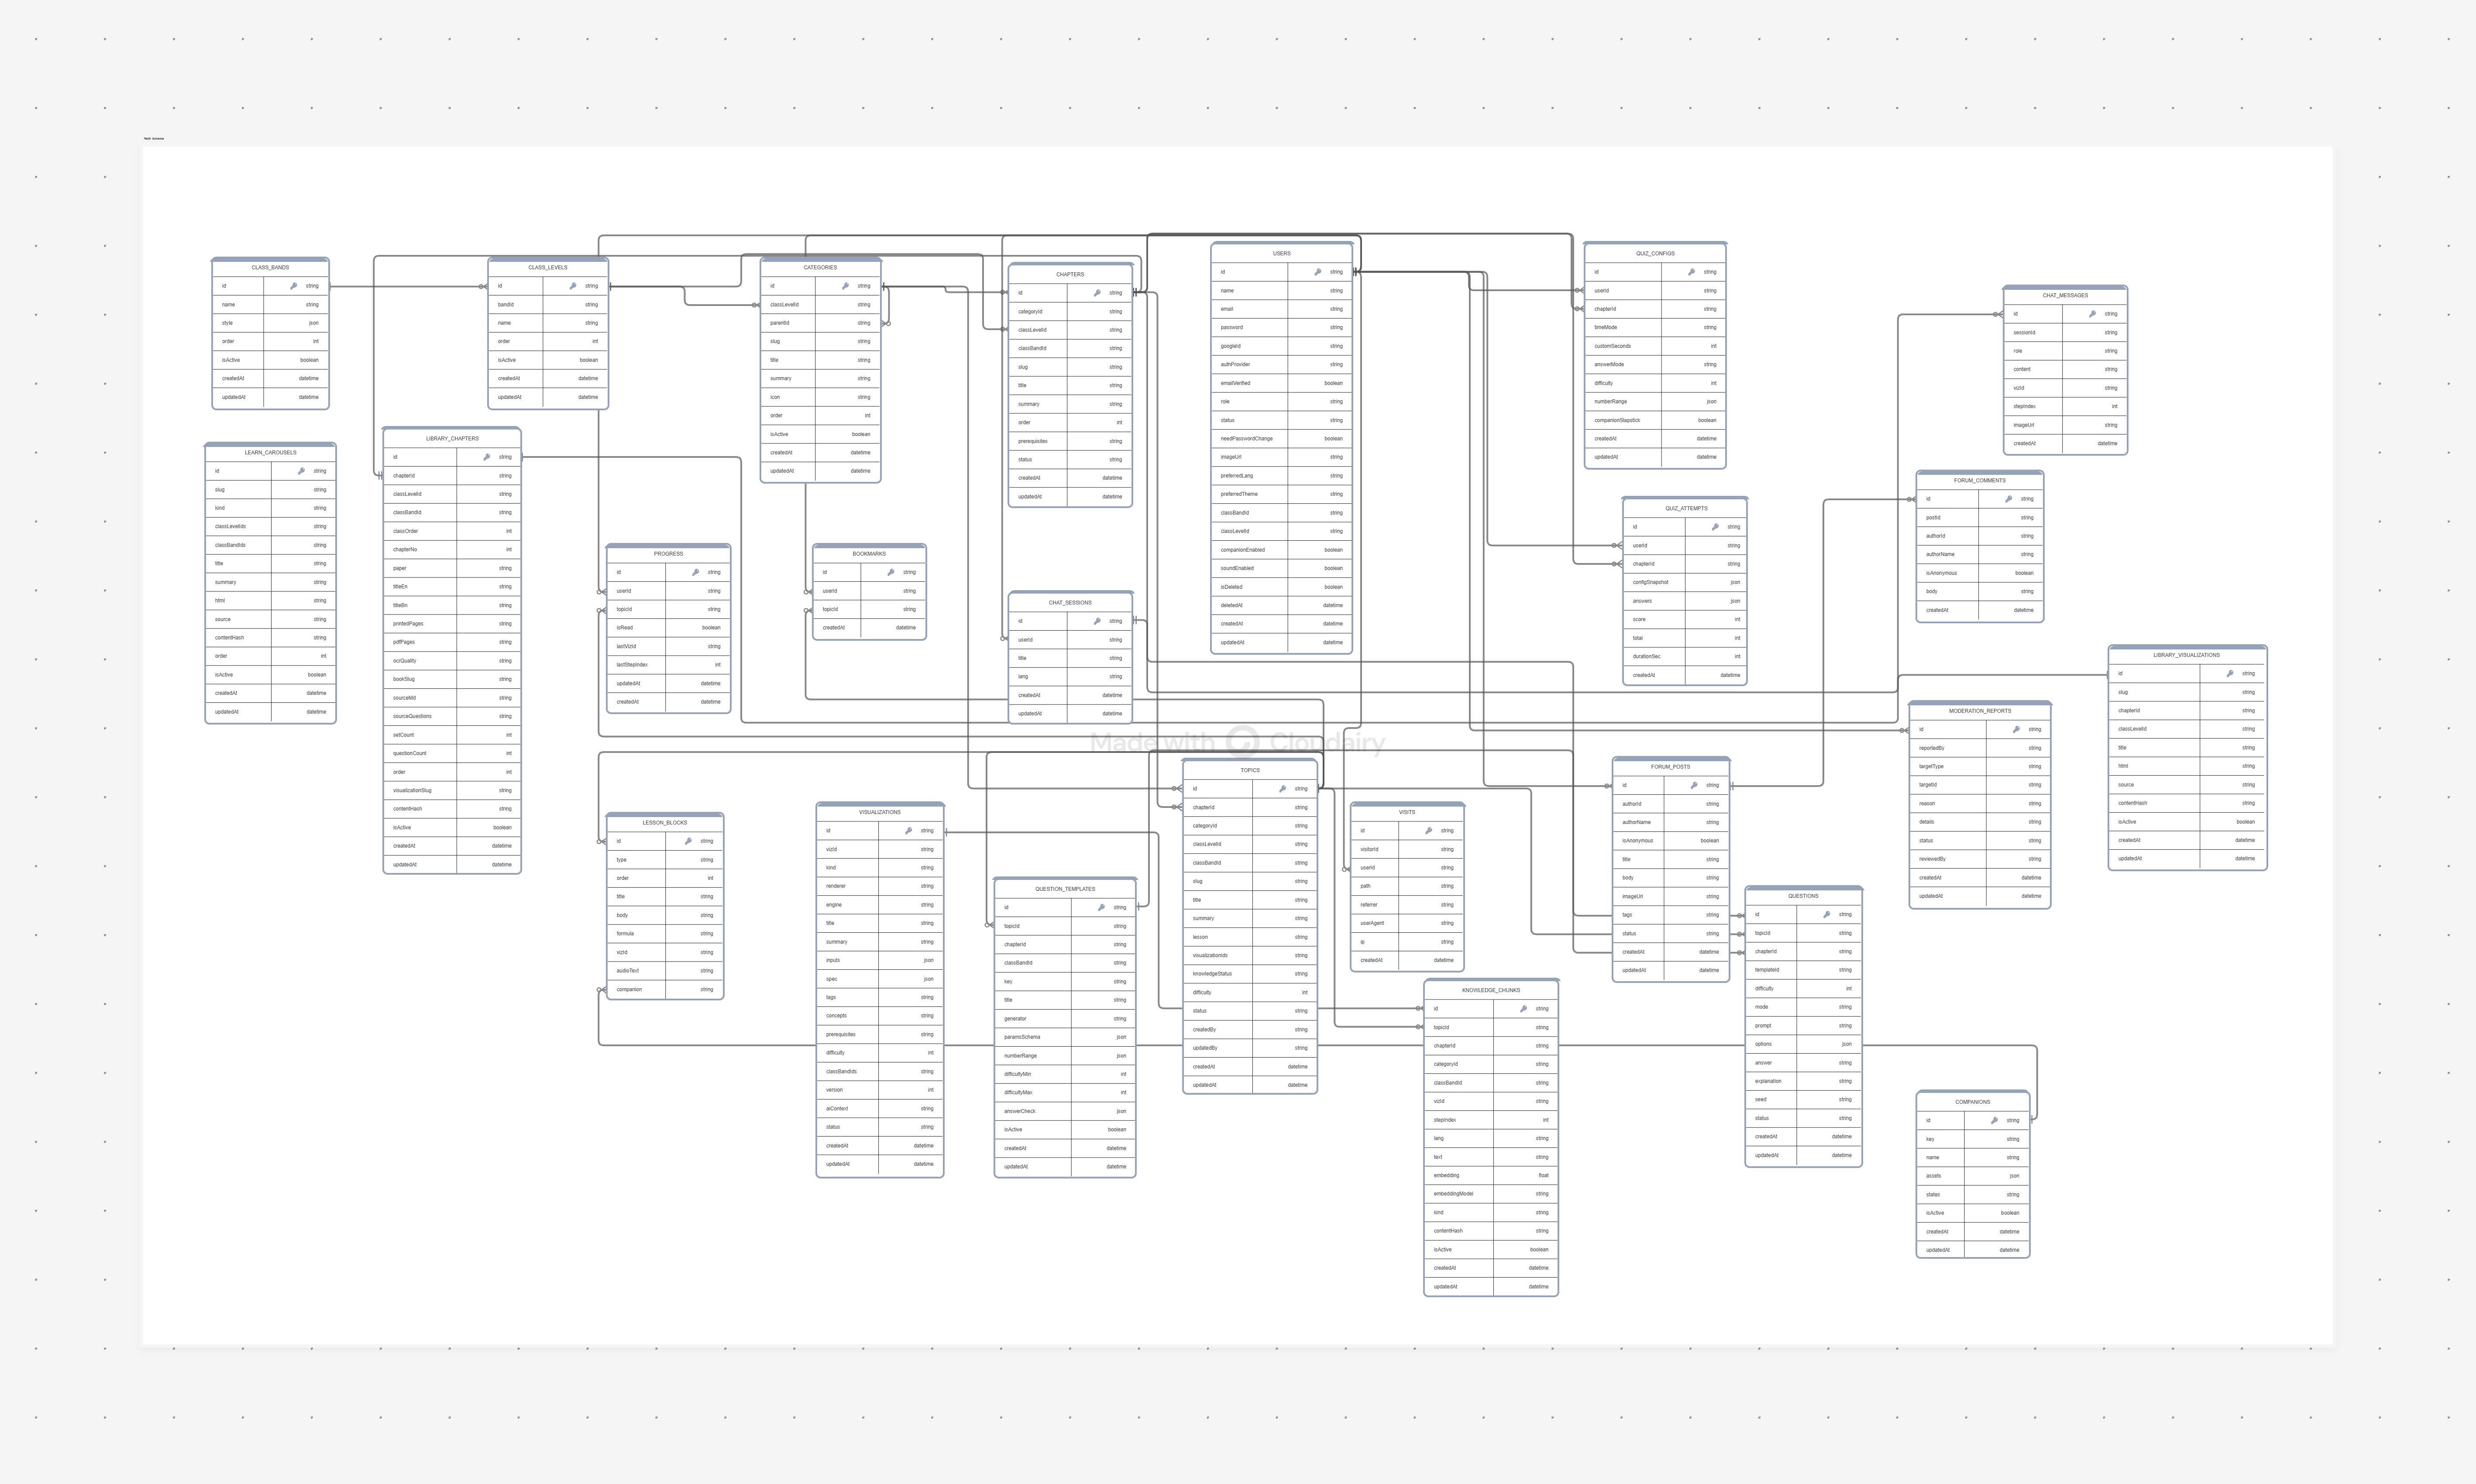 Math Schema
CLASS_BANDS
id string
name string
style json
order int
isActive boolean
createdAt datetime
updatedAt datetime
CLASS_LEVELS
id string
bandId string
name string
order int
isActive boolean
createdAt datetime
updatedAt datetime
CATEGORIES
id string
classLevelId string
parentId string
slug string
title string
summary string
icon string
order int
isActive boolean
createdAt datetime
updatedAt datetime
CHAPTERS
id string
categoryId string
classLevelId string
classBandId string
slug string
title string
summary string
order int
prerequisites string
status string
createdAt datetime
updatedAt datetime
USERS
id string
name string
email string
password string
googleId string
authProvider string
emailVerified boolean
role string
status string
needPasswordChange boolean
imageUrl string
preferredLang string
preferredTheme string
classBandId string
classLevelId string
companionEnabled boolean
soundEnabled boolean
isDeleted boolean
deletedAt datetime
createdAt datetime
updatedAt datetime
QUIZ_CONFIGS
id string
userId string
chapterId string
timeMode string
customSeconds int
answerMode string
difficulty int
numberRange json
companionSlapstick boolean
createdAt datetime
updatedAt datetime
CHAT_MESSAGES
id string
sessionId string
role string
content string
vizId string
stepIndex int
imageUrl string
createdAt datetime
LEARN_CAROUSELS
id string
slug string
kind string
classLevelIds string
classBandIds string
title string
summary string
html string
source string
contentHash string
order int
isActive boolean
createdAt datetime
updatedAt datetime
LIBRARY_CHAPTERS
id string
chapterId string
classLevelId string
classBandId string
classOrder int
chapterNo int
paper string
titleEn string
titleBn string
printedPages string
pdfPages string
ocrQuality string
bookSlug string
sourceMd string
sourceQuestions string
setCount int
questionCount int
order int
visualizationSlug string
contentHash string
isActive boolean
createdAt datetime
updatedAt datetime
PROGRESS
id string
userId string
topicId string
isRead boolean
lastVizId string
lastStepIndex int
updatedAt datetime
createdAt datetime
BOOKMARKS
id string
userId string
topicId string
createdAt datetime
CHAT_SESSIONS
id string
userId string
title string
lang string
createdAt datetime
updatedAt datetime
QUIZ_ATTEMPTS
id string
userId string
chapterId string
configSnapshot json
answers json
score int
total int
durationSec int
createdAt datetime
FORUM_COMMENTS
id string
postId string
authorId string
authorName string
isAnonymous boolean
body string
createdAt datetime
LIBRARY_VISUALIZATIONS
id string
slug string
chapterId string
classLevelId string
title string
html string
source string
contentHash string
isActive boolean
createdAt datetime
updatedAt datetime
MODERATION_REPORTS
id string
reportedBy string
targetType string
targetId string
reason string
details string
status string
reviewedBy string
createdAt datetime
updatedAt datetime
Made with Cloudairy
LESSON_BLOCKS
id string
type string
order int
title string
body string
formula string
vizId string
audioText string
companion string
VISUALIZATIONS
id string
vizId string
kind string
renderer string
engine string
title string
summary string
inputs json
spec json
tags string
concepts string
prerequisites string
difficulty int
classBandIds string
version int
aiContext string
status string
createdAt datetime
updatedAt datetime
QUESTION_TEMPLATES
id string
topicId string
chapterId string
classBandId string
key string
title string
generator string
paramsSchema json
numberRange json
difficultyMin int
difficultyMax int
answerCheck json
isActive boolean
createdAt datetime
updatedAt datetime
TOPICS
id string
chapterId string
categoryId string
classLevelId string
classBandId string
slug string
title string
summary string
lesson string
visualizationIds string
knowledgeStatus string
difficulty int
status string
createdBy string
updatedBy string
createdAt datetime
updatedAt datetime
VISITS
id string
visitorId string
userId string
path string
referrer string
userAgent string
ip string
createdAt datetime
FORUM_POSTS
id string
authorId string
authorName string
isAnonymous boolean
title string
body string
imageUrl string
tags string
status string
createdAt datetime
updatedAt datetime
QUESTIONS
id string
topicId string
chapterId string
templateId string
difficulty int
mode string
prompt string
options json
answer string
explanation string
seed string
status string
createdAt datetime
updatedAt datetime
KNOWLEDGE_CHUNKS
id string
topicId string
chapterId string
categoryId string
classBandId string
vizId string
stepIndex int
lang string
text string
embedding float
embeddingModel string
kind string
contentHash string
isActive boolean
createdAt datetime
updatedAt datetime
COMPANIONS
id string
key string
name string
assets json
states string
isActive boolean
createdAt datetime
updatedAt datetime